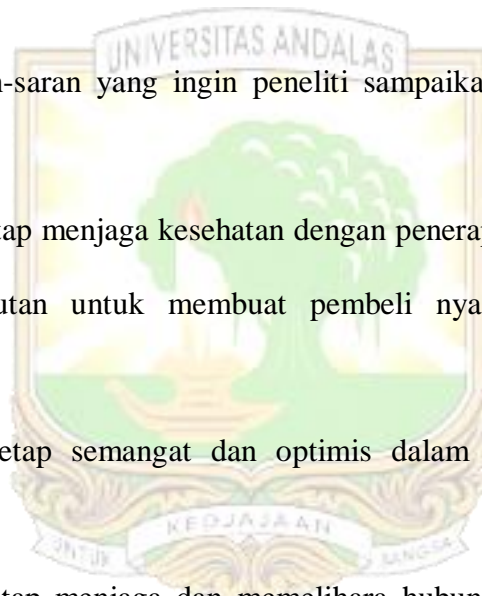 UNIVERSITAS ANDALAS
n-saran yang ingin peneliti sampaika
tap menjaga kesehatan dengan penerap
utan untuk membuat pembeli nya
etap semangat dan optimis dalam
KEDJAJAAN
UNTUK BANGSA
tap menjaga dan memelihara hubun